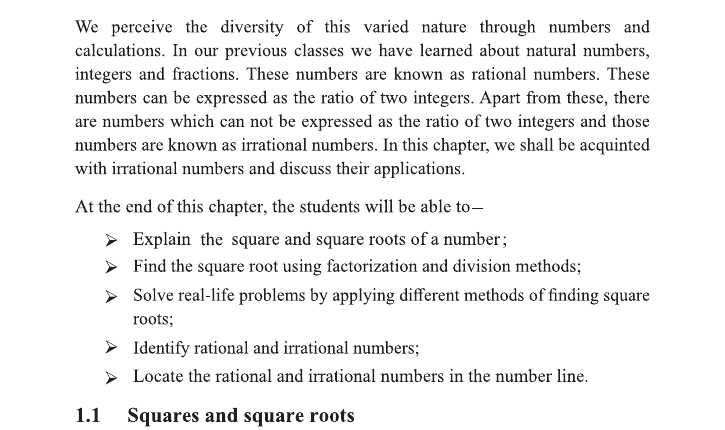 We perceive the diversity of this varied nature through numbers and
calculations. In our previous classes we have learned about natural numbers,
integers and fractions. These numbers are known as rational numbers. These
numbers can be expressed as the ratio of two integers. Apart from these, there
are numbers which can not be expressed as the ratio of two integers and those
numbers are known as irrational numbers. In this chapter, we shall be acquinted
with irrational numbers and discuss their applications.
At the end of this chapter, the students will be able to–
➢ Explain the square and square roots of a number;
➢ Find the square root using factorization and division methods;
➢ Solve real-life problems by applying different methods of finding square
roots;
➢ Identify rational and irrational numbers;
➢ Locate the rational and irrational numbers in the number line.
1.1 Squares and square roots